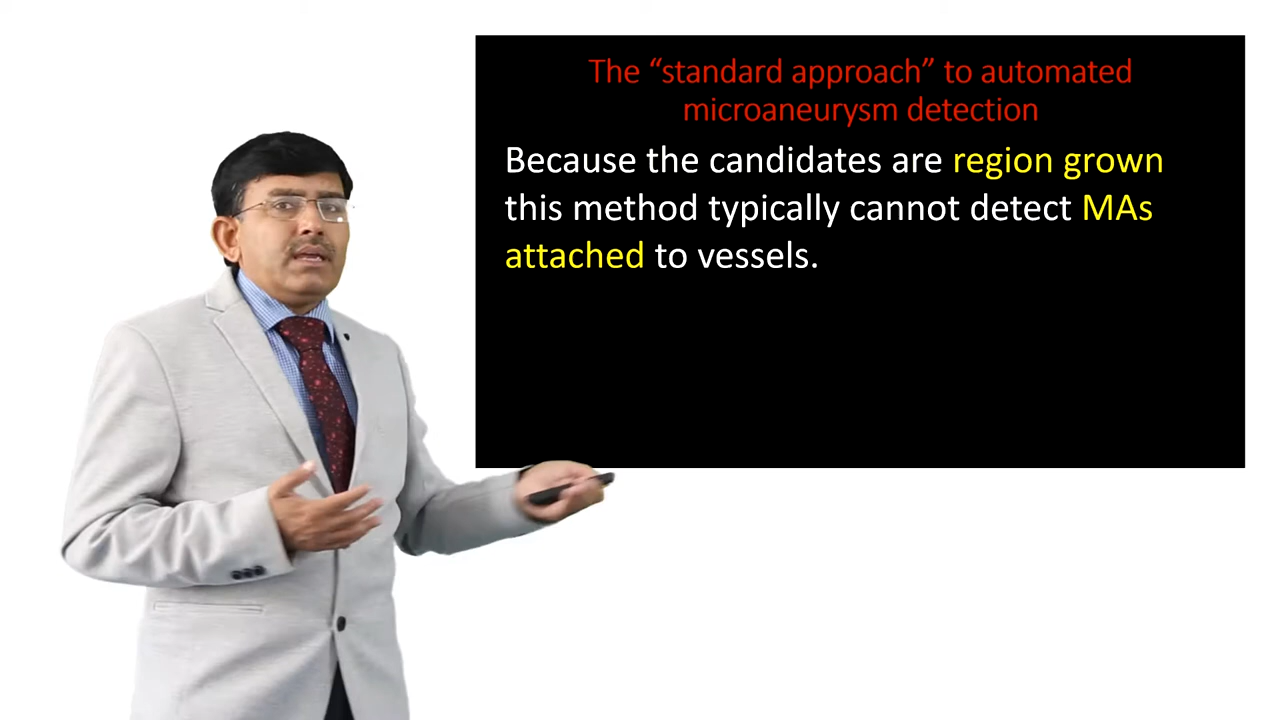 The “standard approach” to automated
microaneurysm detection
Because the candidates are region grown
this method typically cannot detect MAs
attached to vessels.